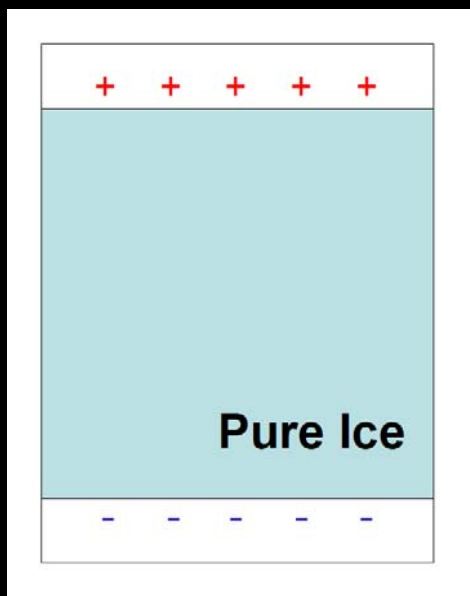 + + + + +
Pure Ice
- - - - -